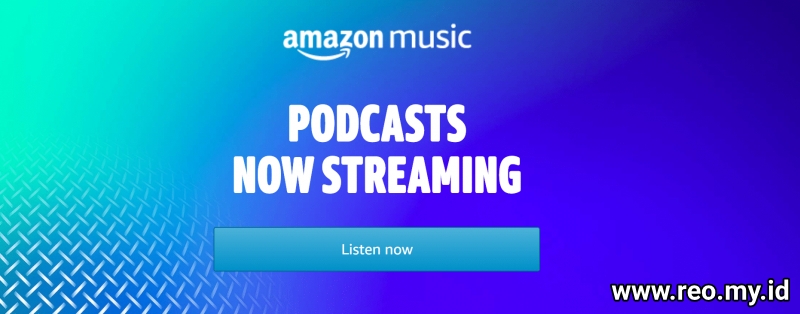 amazon music
PODCASTS
NOW STREAMING
Listen now
www.reo.my.id